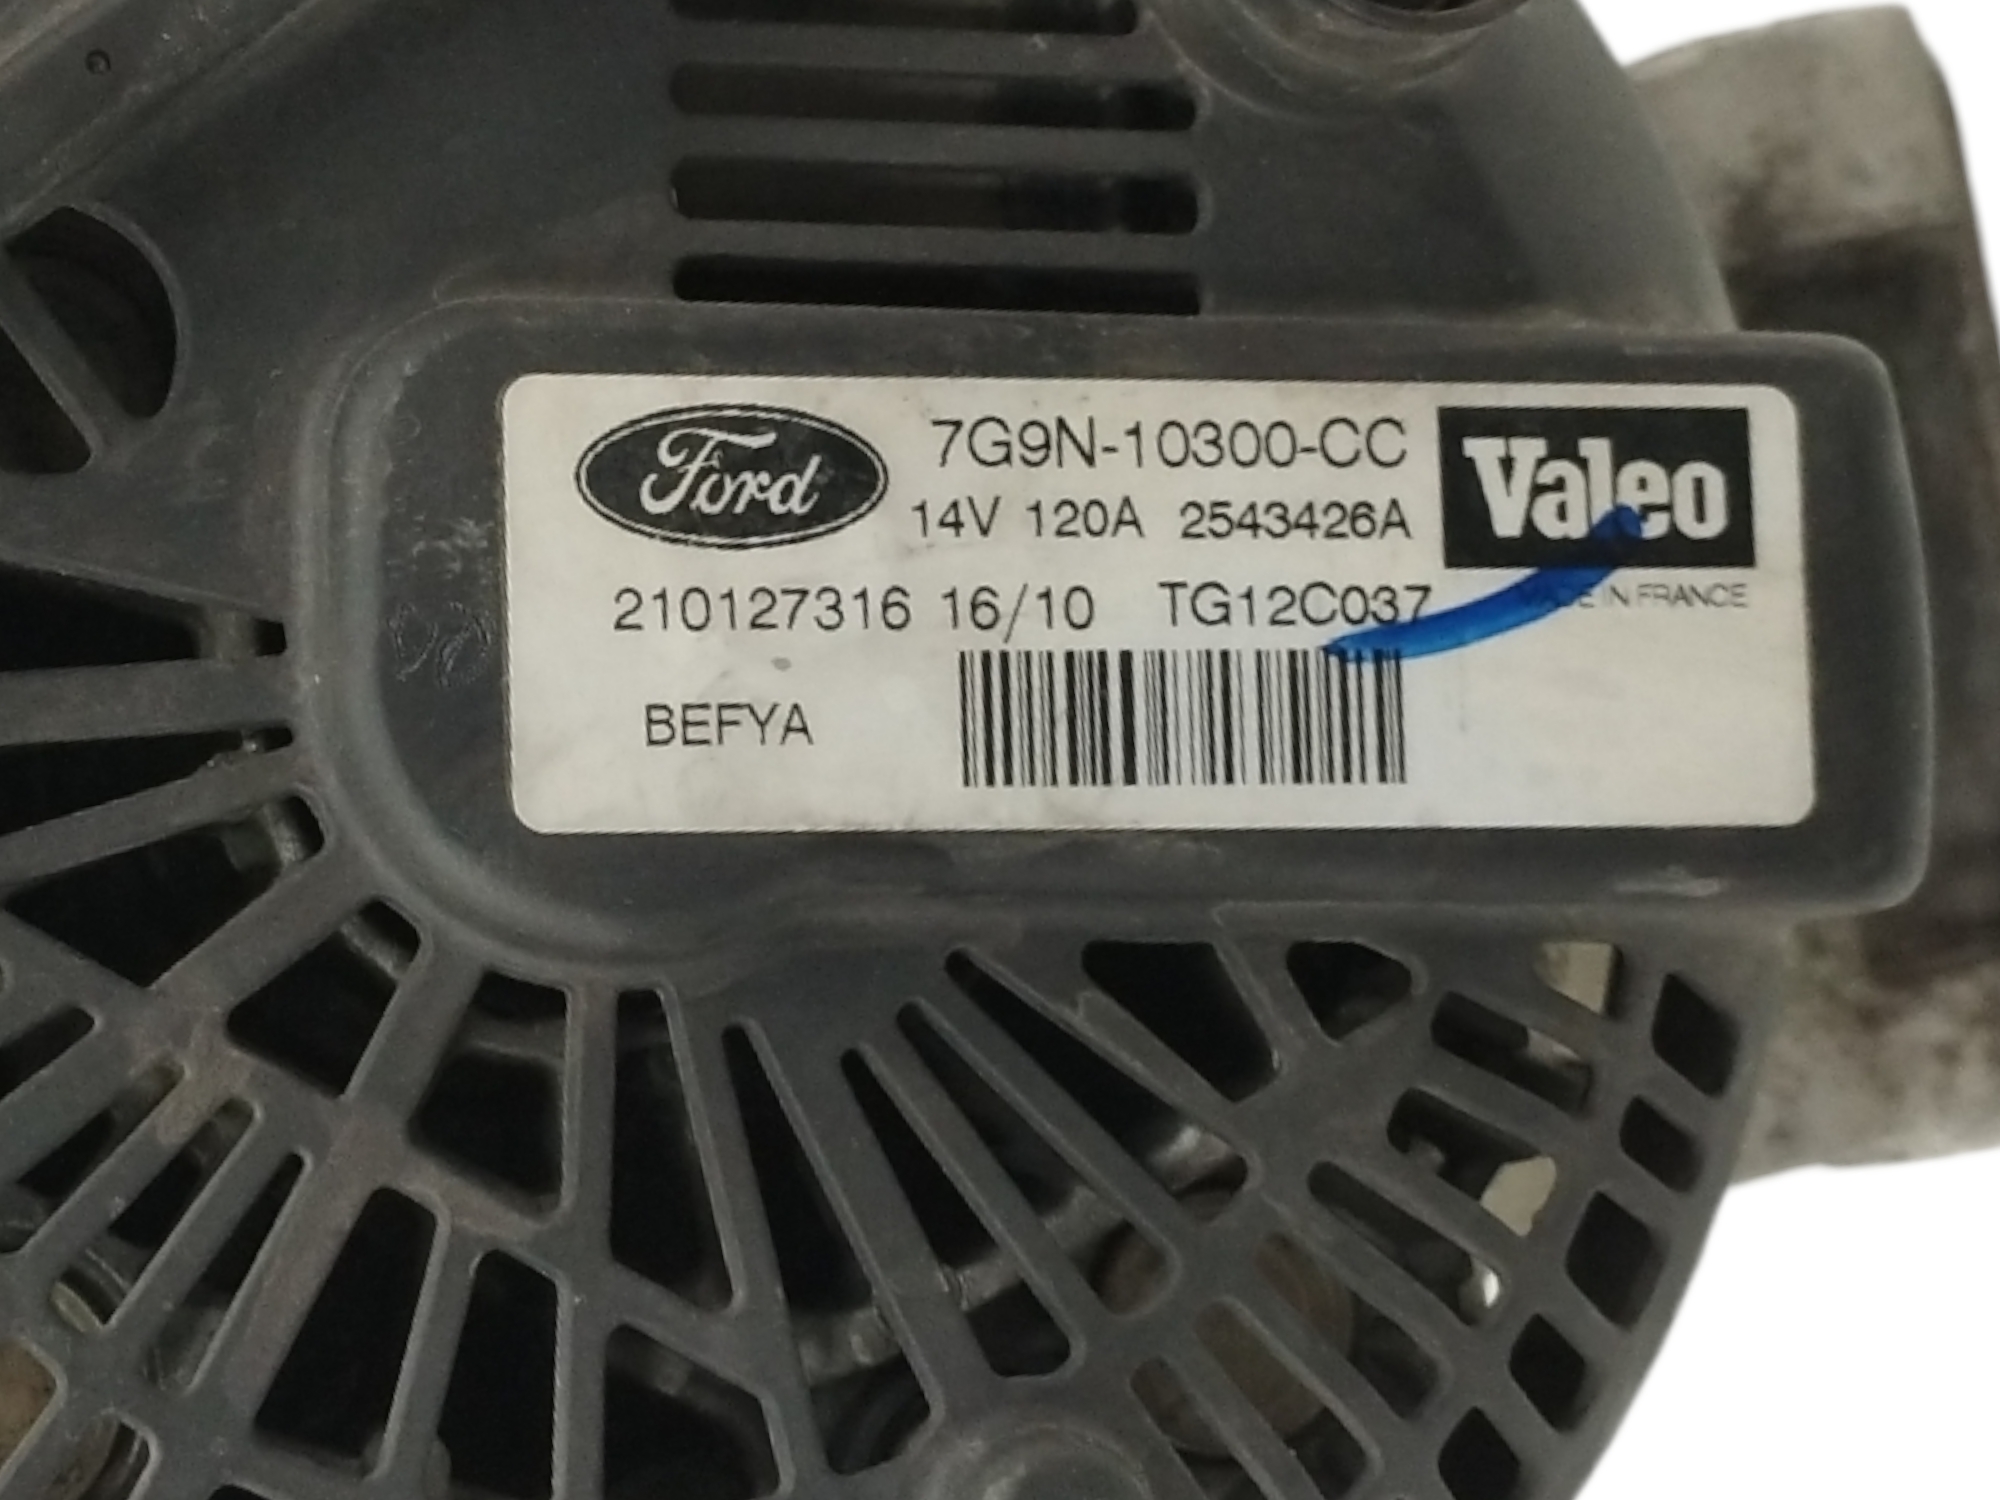 Ford 7G9N-10300-CC Valeo
14V 120A 2543426A
210127316 16/10 TG12C037 MADE IN FRANCE
BEFYA